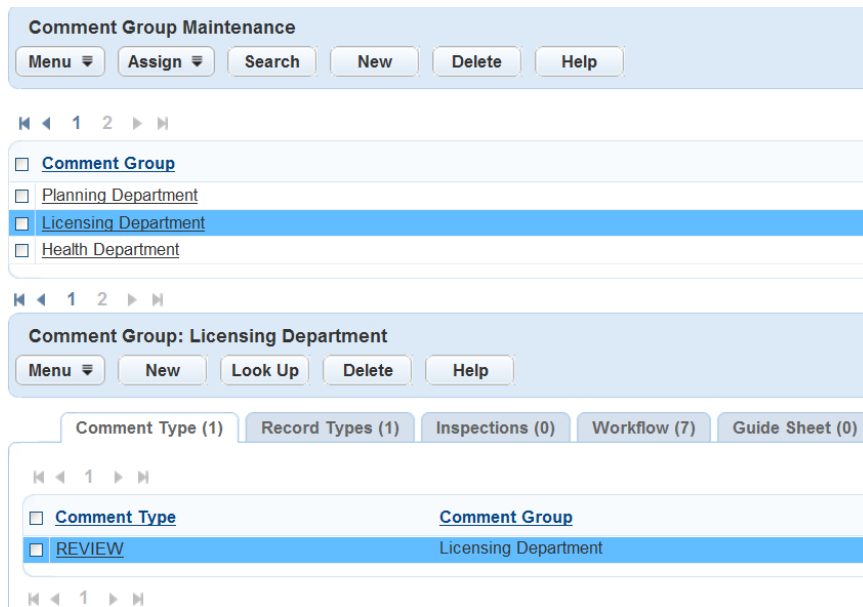 Comment Group Maintenance
Menu Assign Search New Delete Help
1 2
Comment Group
Planning Department
Licensing Department
Health Department
1 2
Comment Group: Licensing Department
Menu New Look Up Delete Help
Comment Type (1) Record Types (1) Inspections (0) Workflow (7) Guide Sheet (0)
1
Comment Type Comment Group
REVIEW Licensing Department
1